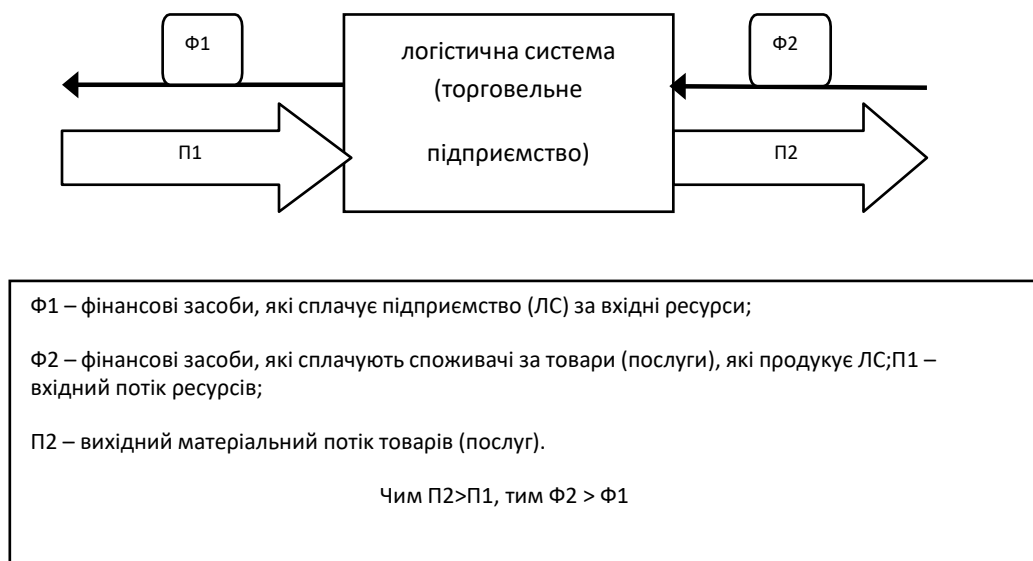 Ф1
логістична система
Ф2
(торговельне
П1
підприємство)
П2
Ф1 – фінансові засоби, які сплачує підприємство (ЛС) за вхідні ресурси;
Ф2 – фінансові засоби, які сплачують споживачі за товари (послуги), які продукує ЛС;П1 –
вхідний потік ресурсів;
П2 – вихідний матеріальний потік товарів (послуг).
Чим П2>П1, тим Ф2 > Ф1